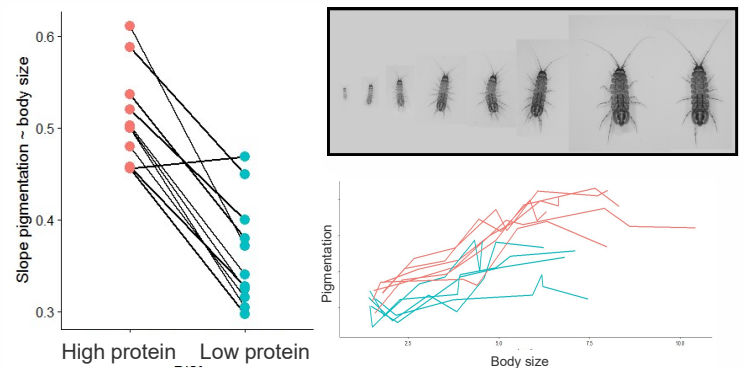 Slope pigmentation ~ body size
0.6
0.5
0.4
0.3
High protein
Low protein
Pigmentation
2.5
5.0
7.5
10.0
Body size